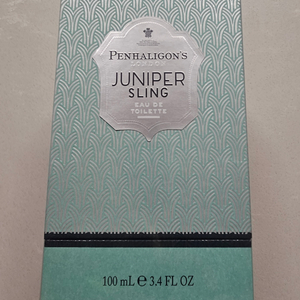 PENHALIGON'S
JUNIPER
SLING
EAU DE
TOILETTE
100 mL ℮ 3.4 FL OZ